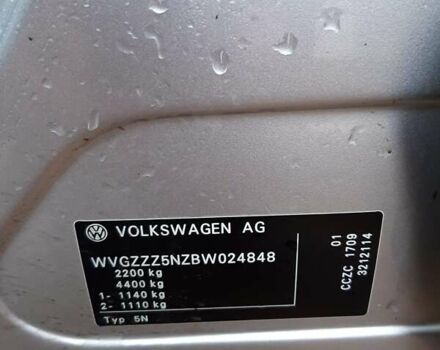 VOLKSWAGEN AG
WVGZZZ5NZBW024848
2200 kg
4400 kg
1- 1140 kg
2- 1110 kg
Typ 5N
01
CCZC 1709
3212114